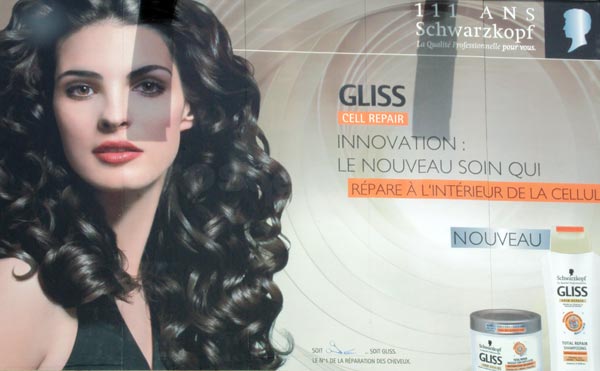 111 ANS
Schwarzkopf
La Qualité Professionnelle pour vous.
GLISS
CELL REPAIR
INNOVATION :
LE NOUVEAU SOIN QUI
RÉPARE À L'INTÉRIEUR DE LA CELLUL
NOUVEAU
Schwarzkopf
GLISS
TOTAL REPAIR
SHAMPOOING
Schwarzkopf
GLISS
SOIT ... SOIT GLISS.
LE N°1 DE LA RÉPARATION DES CHEVEUX.